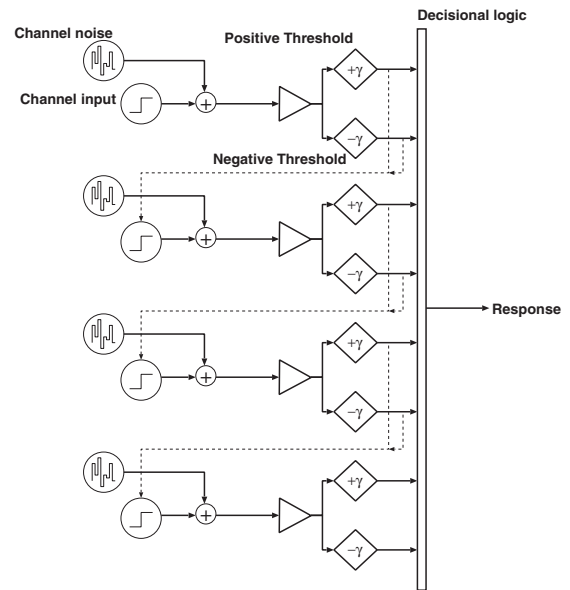 Decisional logic
Channel noise
Positive Threshold
+γ
Channel input
+
−γ
Negative Threshold
+γ
+
−γ
Response
+γ
+
−γ
+γ
+
−γ